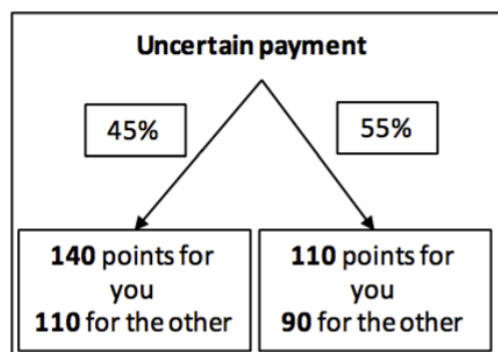 Uncertain payment
45%
55%
140 points for
you
110 for the other
110 points for
you
90 for the other